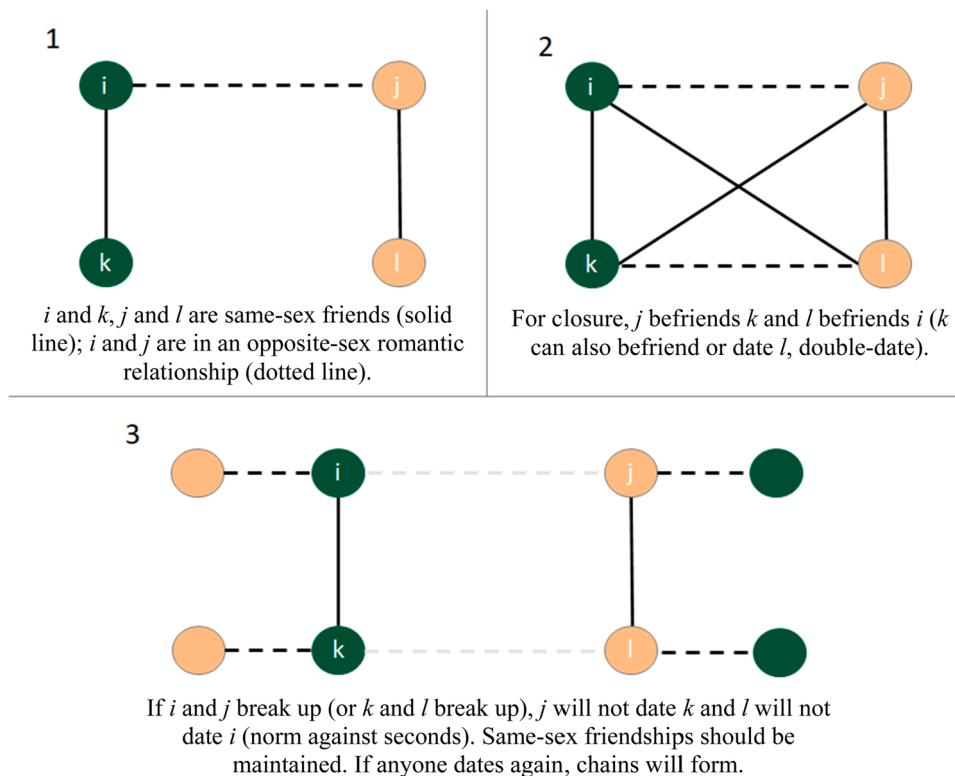 1
i
j
k
l
i and k, j and l are same-sex friends (solid
line); i and j are in an opposite-sex romantic
relationship (dotted line).
2
i
j
k
l
For closure, j befriends k and l befriends i (k
can also befriend or date l, double-date).
3
i
j
k
l
If i and j break up (or k and l break up), j will not date k and l will not
date i (norm against seconds). Same-sex friendships should be
maintained. If anyone dates again, chains will form.